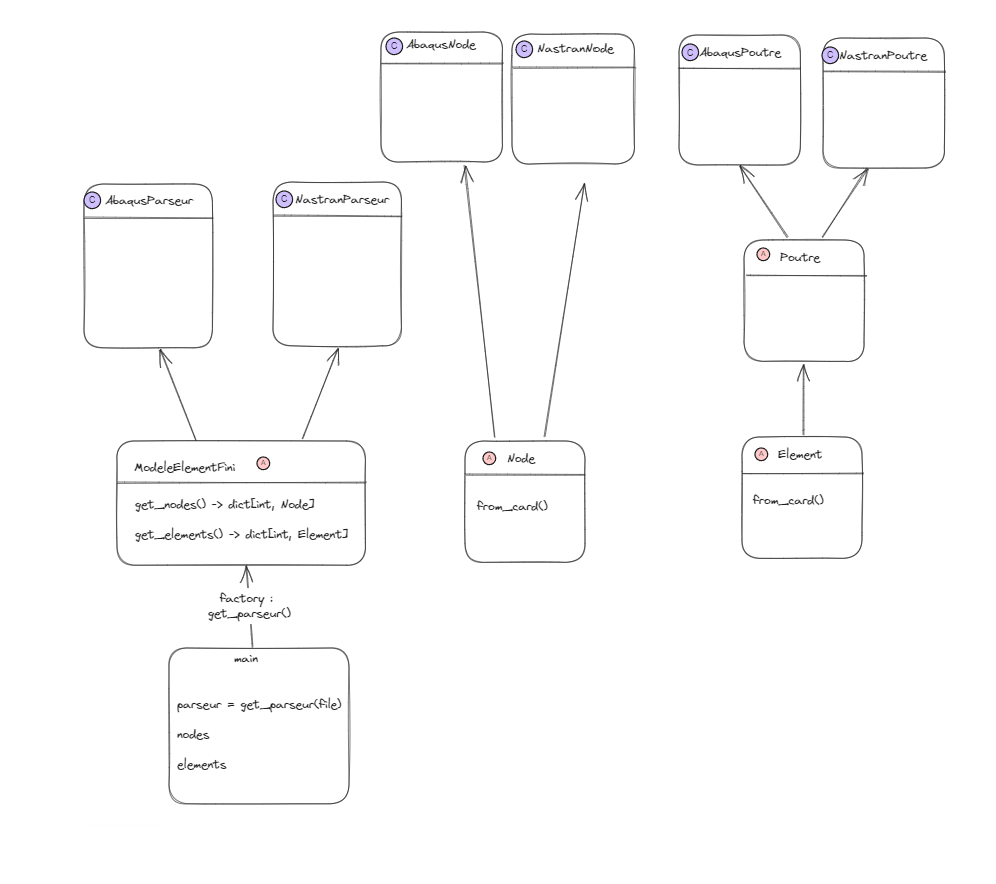 C AbaqusNode
C NastranNode
C AbaqusPoutre
C NastranPoutre
C AbaqusParseur
C NastranParseur
A Poutre
ModeleElementFini A
get_nodes() -> dict[int, Node]
get_elements() -> dict[int, Element]
A Node
from_card()
A Element
from_card()
factory :
get_parseur()
main
parseur = get_parseur(file)
nodes
elements